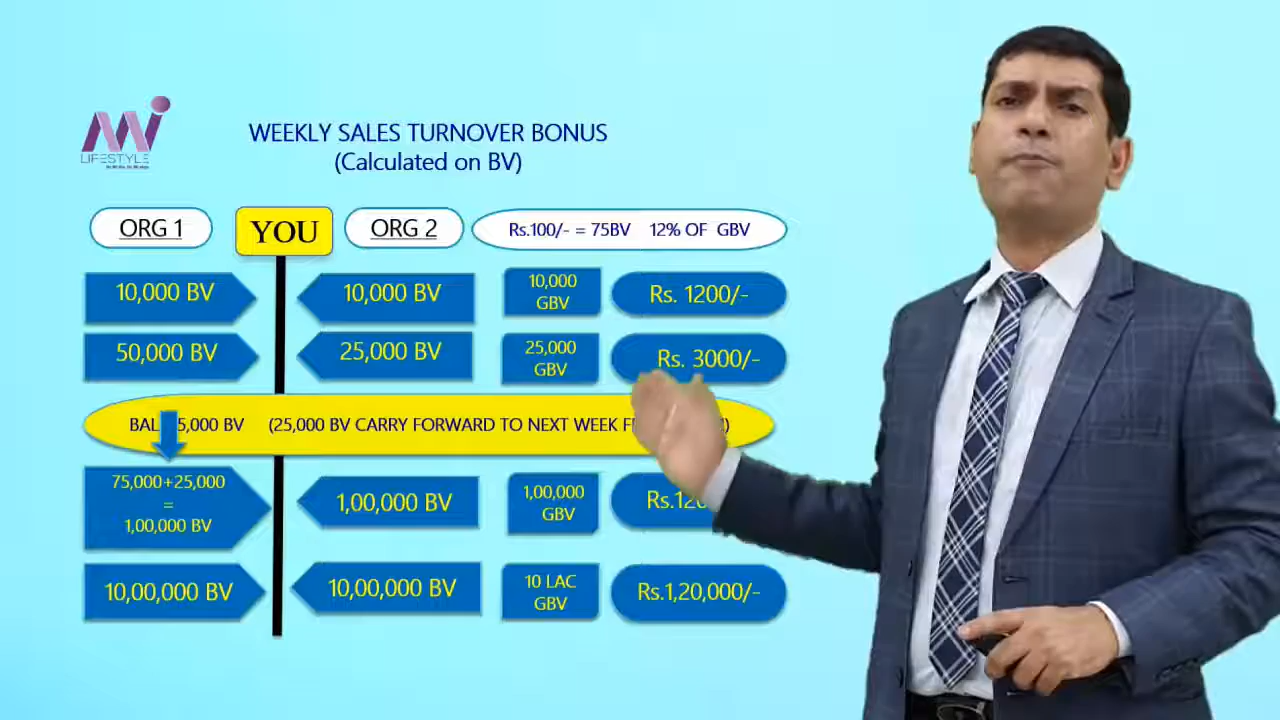 LIFESTYLE
WEEKLY SALES TURNOVER BONUS
(Calculated on BV)
ORG 1
YOU
ORG 2
Rs.100/- = 75BV 12% OF GBV
10,000 BV
10,000 BV
10,000
GBV
Rs. 1200/-
50,000 BV
25,000 BV
25,000
GBV
Rs. 3000/-
BAL 5,000 BV (25,000 BV CARRY FORWARD TO NEXT WEEK
75,000+25,000
=
1,00,000 BV
1,00,000 BV
1,00,000
GBV
10,00,000 BV
10,00,000 BV
10 LAC
GBV
Rs.1,20,000/-